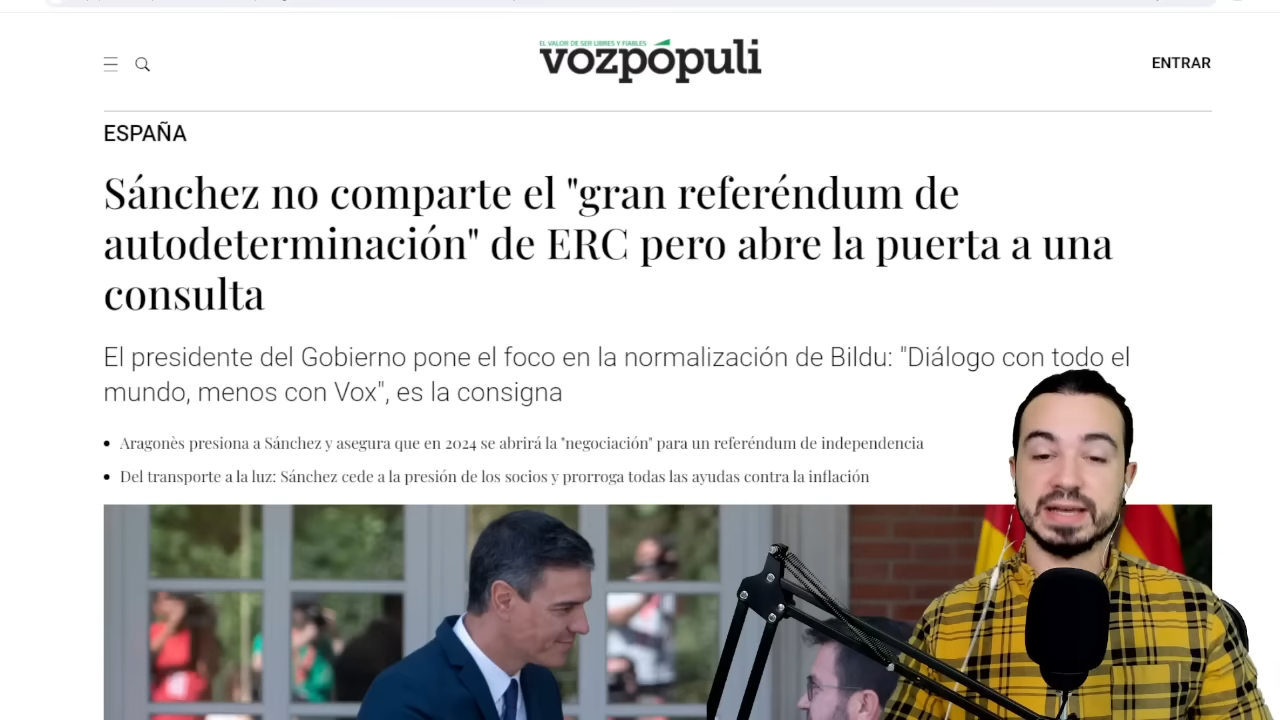 EL VALOR DE SER LIBRES Y FIABLES
vozpópuli
ENTRAR
ESPAÑA
Sánchez no comparte el "gran referéndum de
autodeterminación" de ERC pero abre la puerta a una
consulta
El presidente del Gobierno pone el foco en la normalización de Bildu: "Diálogo con todo el
mundo, menos con Vox", es la consigna
Aragonès presiona a Sánchez y asegura que en 2024 se abrirá la "negociación" para un referéndum de independencia
Del transporte a la luz: Sánchez cede a la presión de los socios y prorroga todas las ayudas contra la inflación